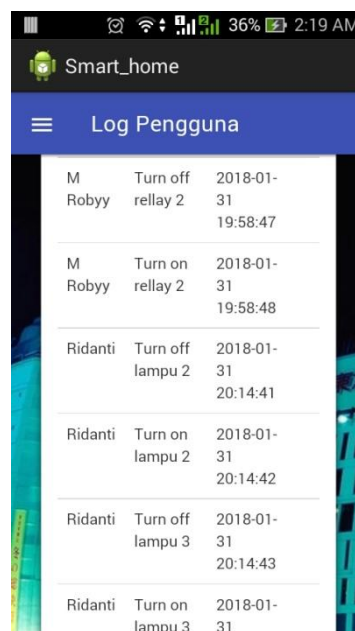 36% 2:19 AM
Smart_home
Log Pengguna
M Turn off 2018-01-
Robyy rellay 2 31
19:58:47
M Turn on 2018-01-
Robyy rellay 2 31
19:58:48
Ridanti Turn off 2018-01-
lampu 2 31
20:14:41
Ridanti Turn on 2018-01-
lampu 2 31
20:14:42
Ridanti Turn off 2018-01-
lampu 3 31
20:14:43
Ridanti Turn on 2018-01-
lampu 3 31